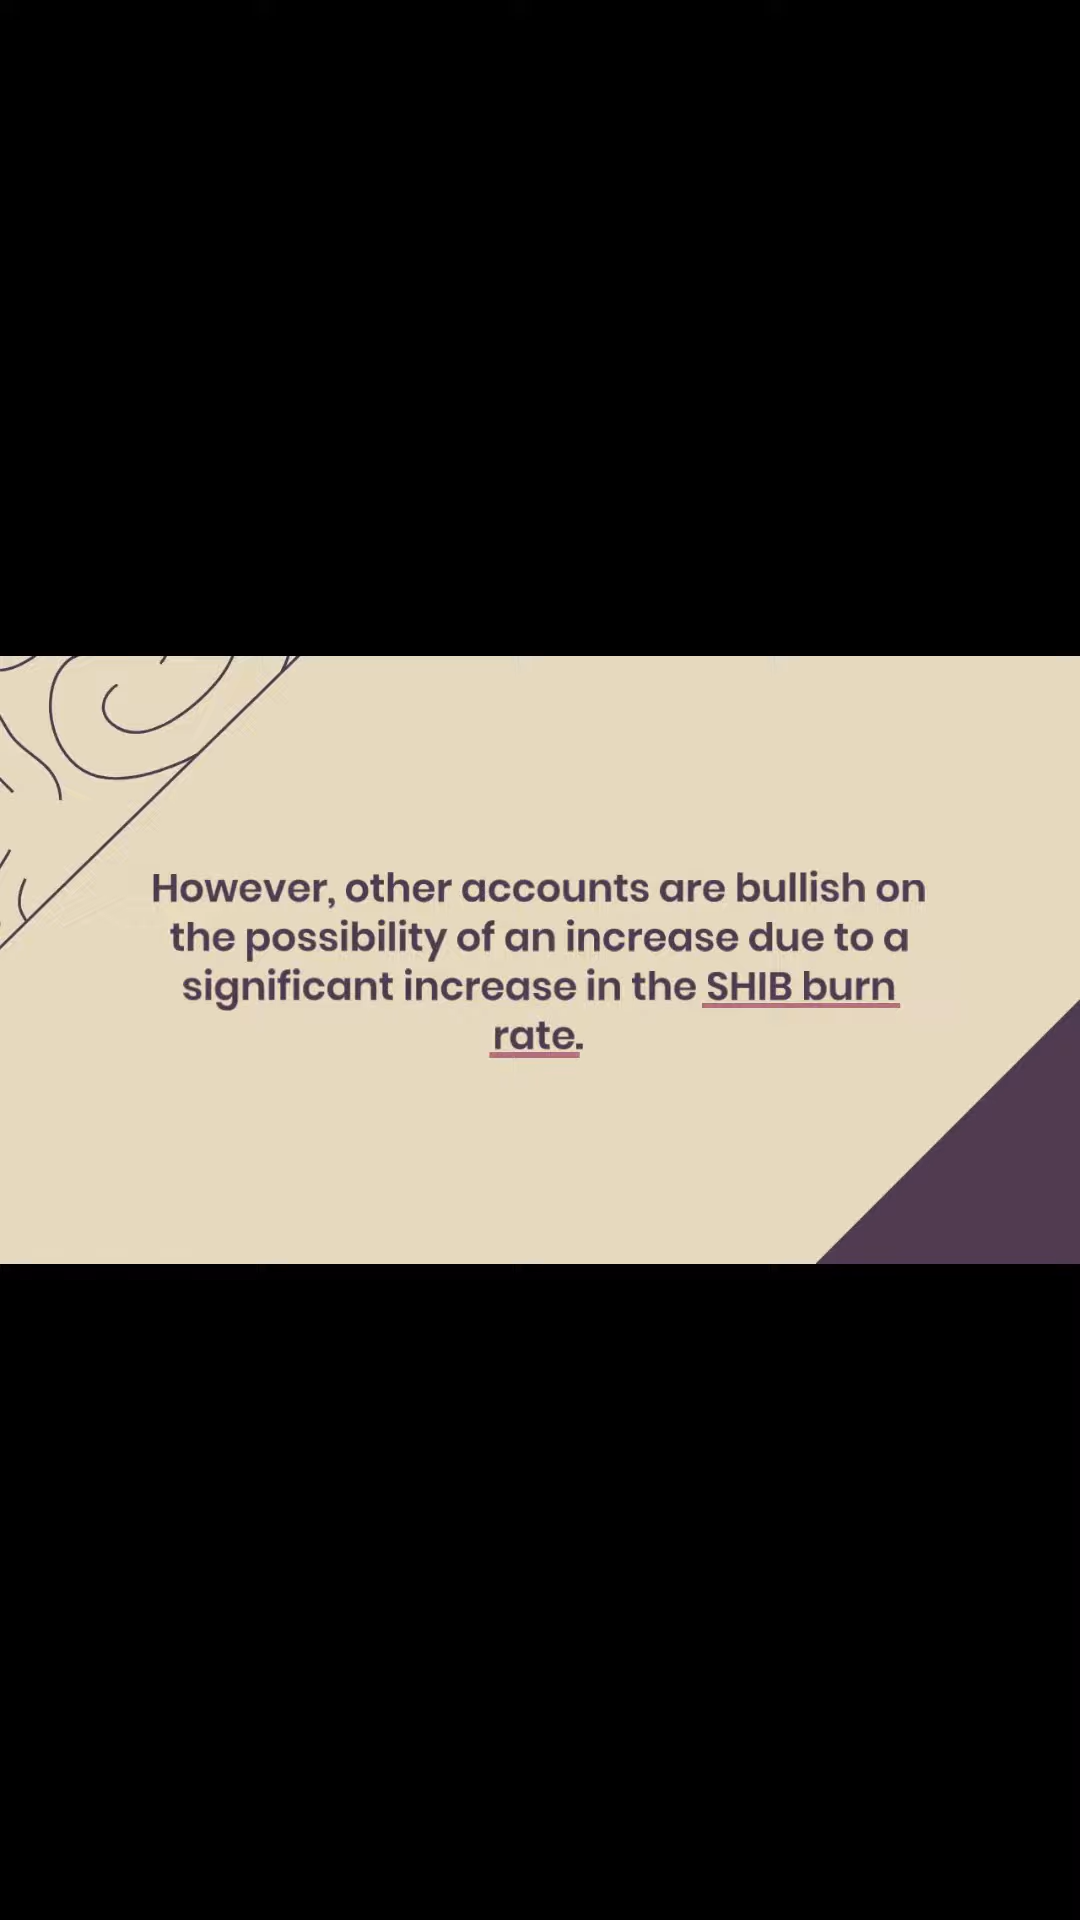 However, other accounts are bullish on
the possibility of an increase due to a
significant increase in the SHIB burn
rate.